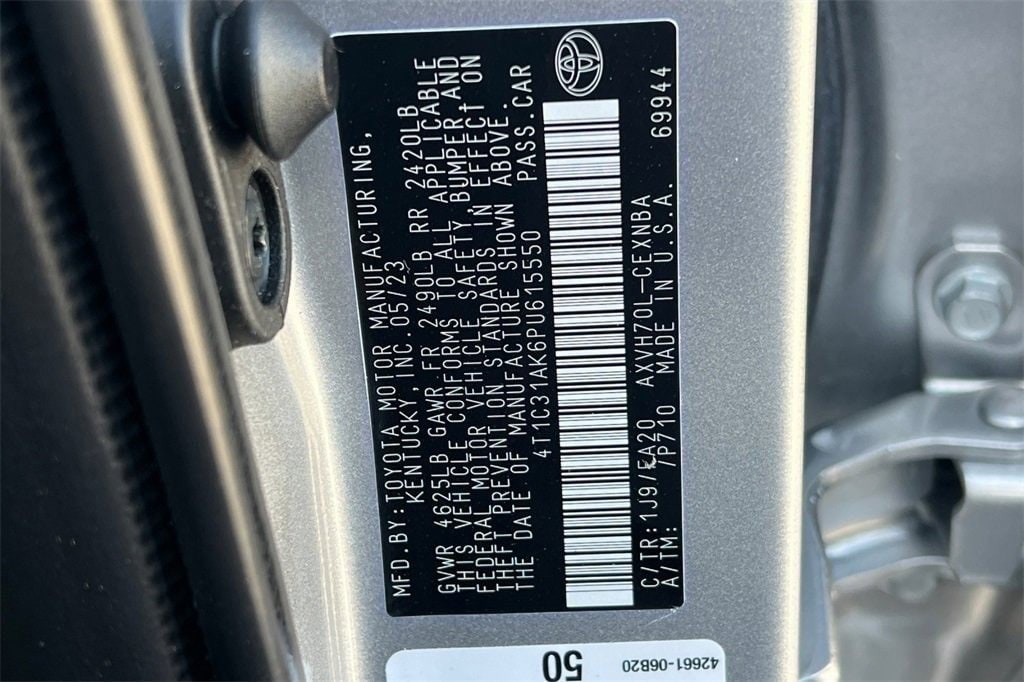 MFD.BY:TOYOTA MOTOR MANUFACTURING,
KENTUCKY, INC. 05/23
GVWR 4625LB GAWR FR 2490LB RR 2420LB
THIS VEHICLE CONFORMS TO ALL APPLICABLE
FEDERAL MOTOR VEHICLE SAFETY, BUMPER, AND
THEFT PREVENTION STANDARDS IN EFFECT ON
THE DATE OF MANUFACTURE SHOWN ABOVE.
4T1C31AK6PU615550 PASS.CAR
C/TR:1J9/EA20 AXVH70L-CEXNBA 69944
A/TM: /P710 MADE IN U.S.A.
42661-06B20
50